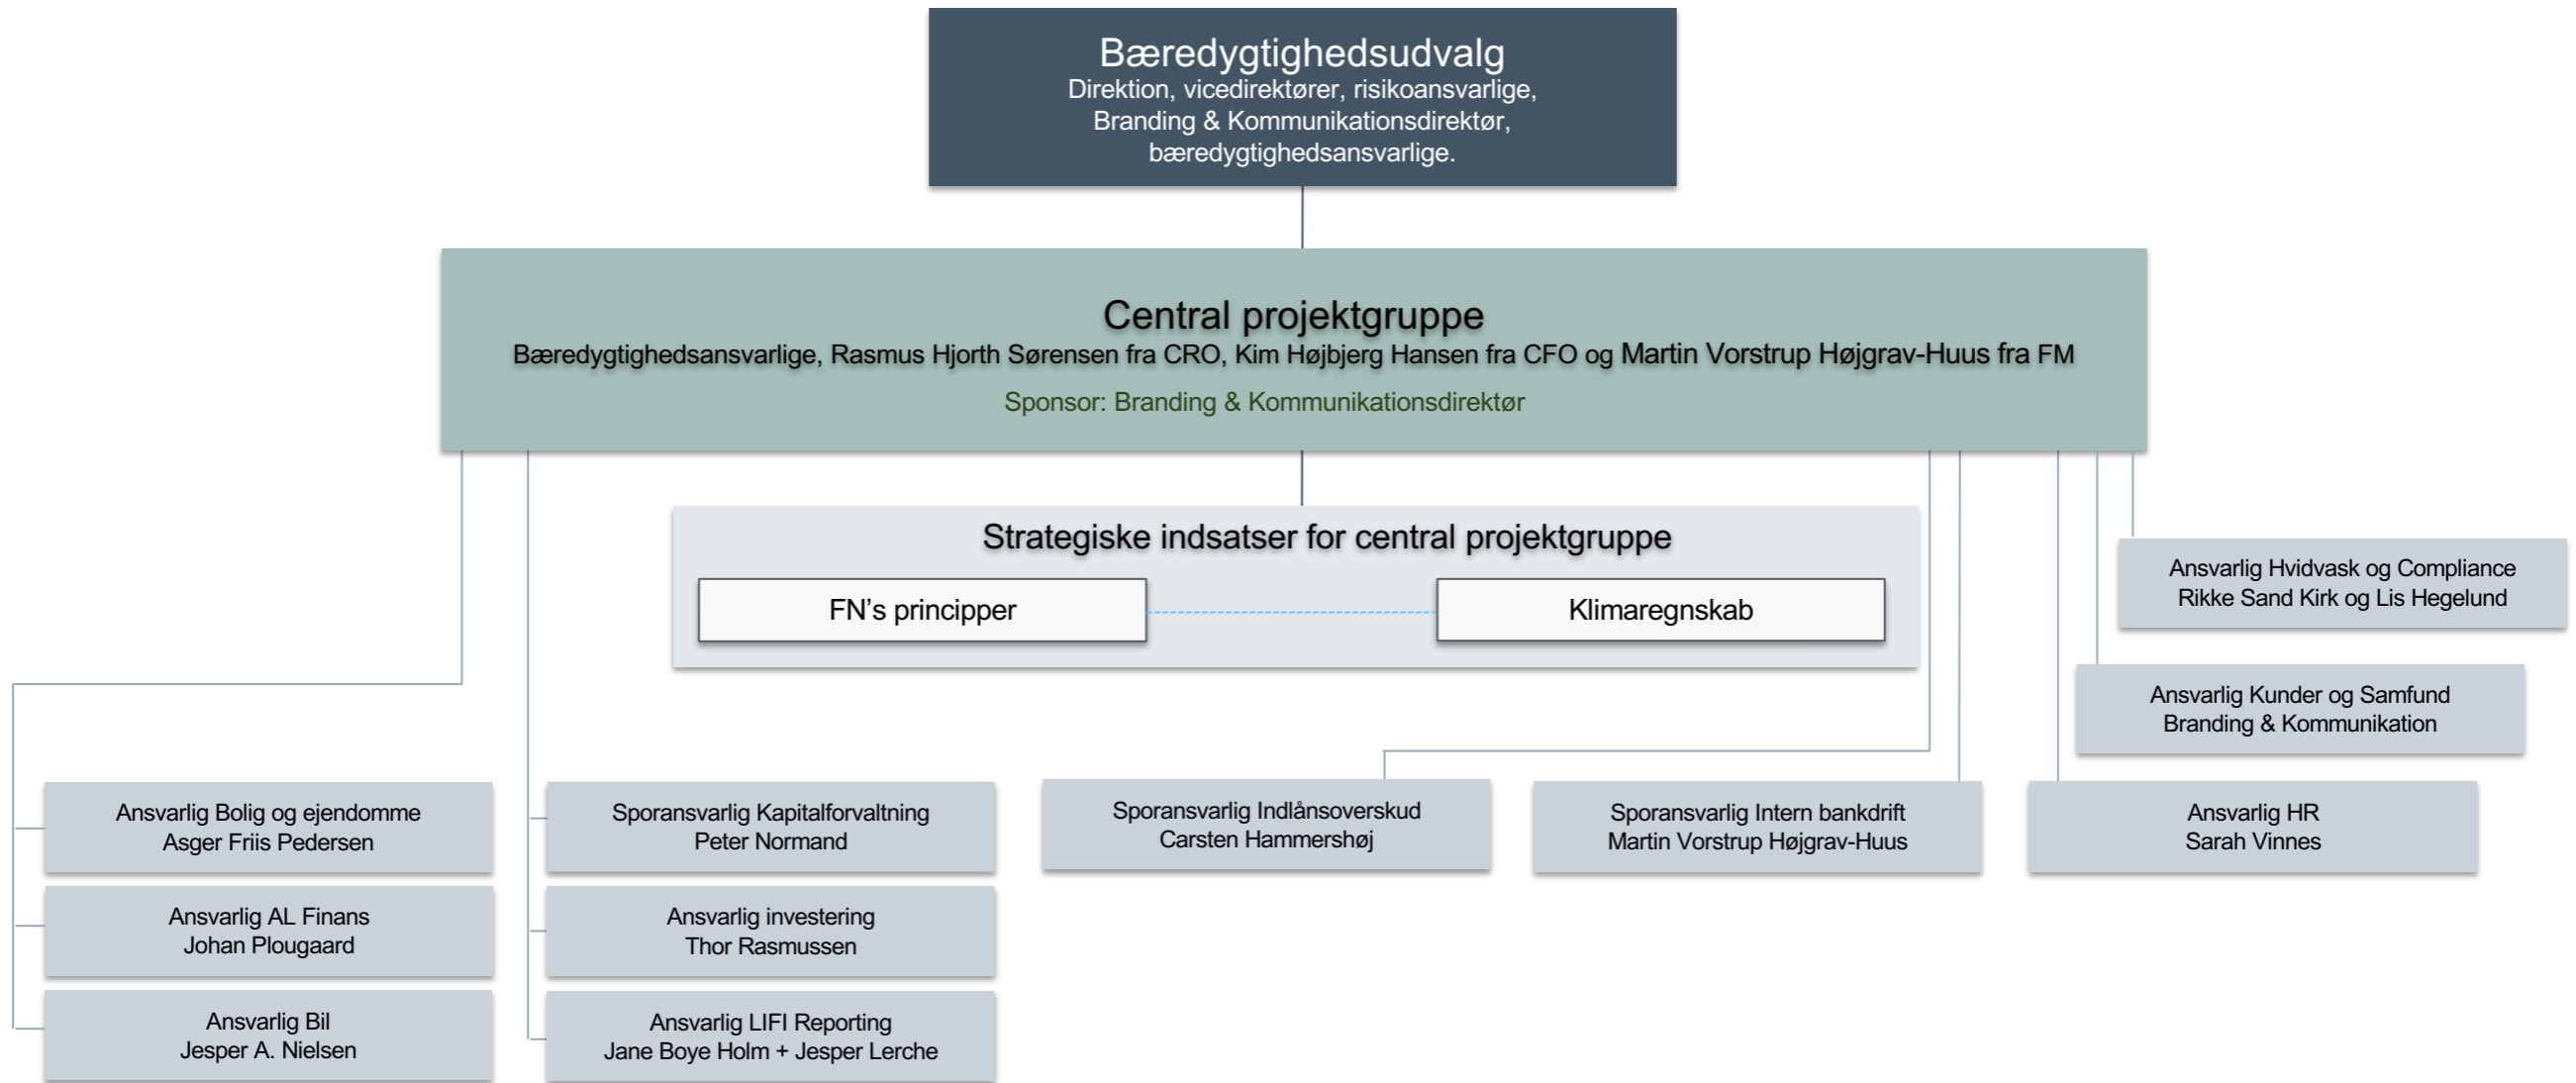 Bæredygtighedsudvalg
Direktion, vicedirektører, risikoansvarlige,
Branding & Kommunikationsdirektør,
bæredygtighedsansvarlige.
Central projektgruppe
Bæredygtighedsansvarlige, Rasmus Hjorth Sørensen fra CRO, Kim Højbjerg Hansen fra CFO og Martin Vorstrup Højgrav-Huus fra FM
Sponsor: Branding & Kommunikationsdirektør
Strategiske indsatser for central projektgruppe
FN's principper
Klimaregnskab
Ansvarlig Hvidvask og Compliance
Rikke Sand Kirk og Lis Hegelund
Ansvarlig Kunder og Samfund
Branding & Kommunikation
Ansvarlig Bolig og ejendomme
Asger Friis Pedersen
Sporansvarlig Kapitalforvaltning
Peter Normand
Sporansvarlig Indlånsoverskud
Carsten Hammershøj
Sporansvarlig Intern bankdrift
Martin Vorstrup Højgrav-Huus
Ansvarlig HR
Sarah Vinnes
Ansvarlig AL Finans
Johan Plougaard
Ansvarlig investering
Thor Rasmussen
Ansvarlig Bil
Jesper A. Nielsen
Ansvarlig LIFI Reporting
Jane Boye Holm + Jesper Lerche